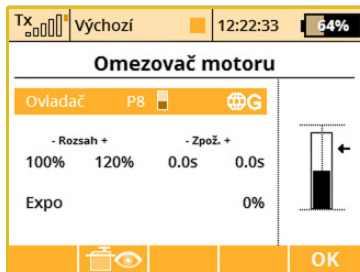 Tx Výchozí 12:22:33 64%
Omezovač motoru
Ovladač P8 G
- Rozsah + - Zpož. +
100% 120% 0.0s 0.0s
Expo 0%
OK